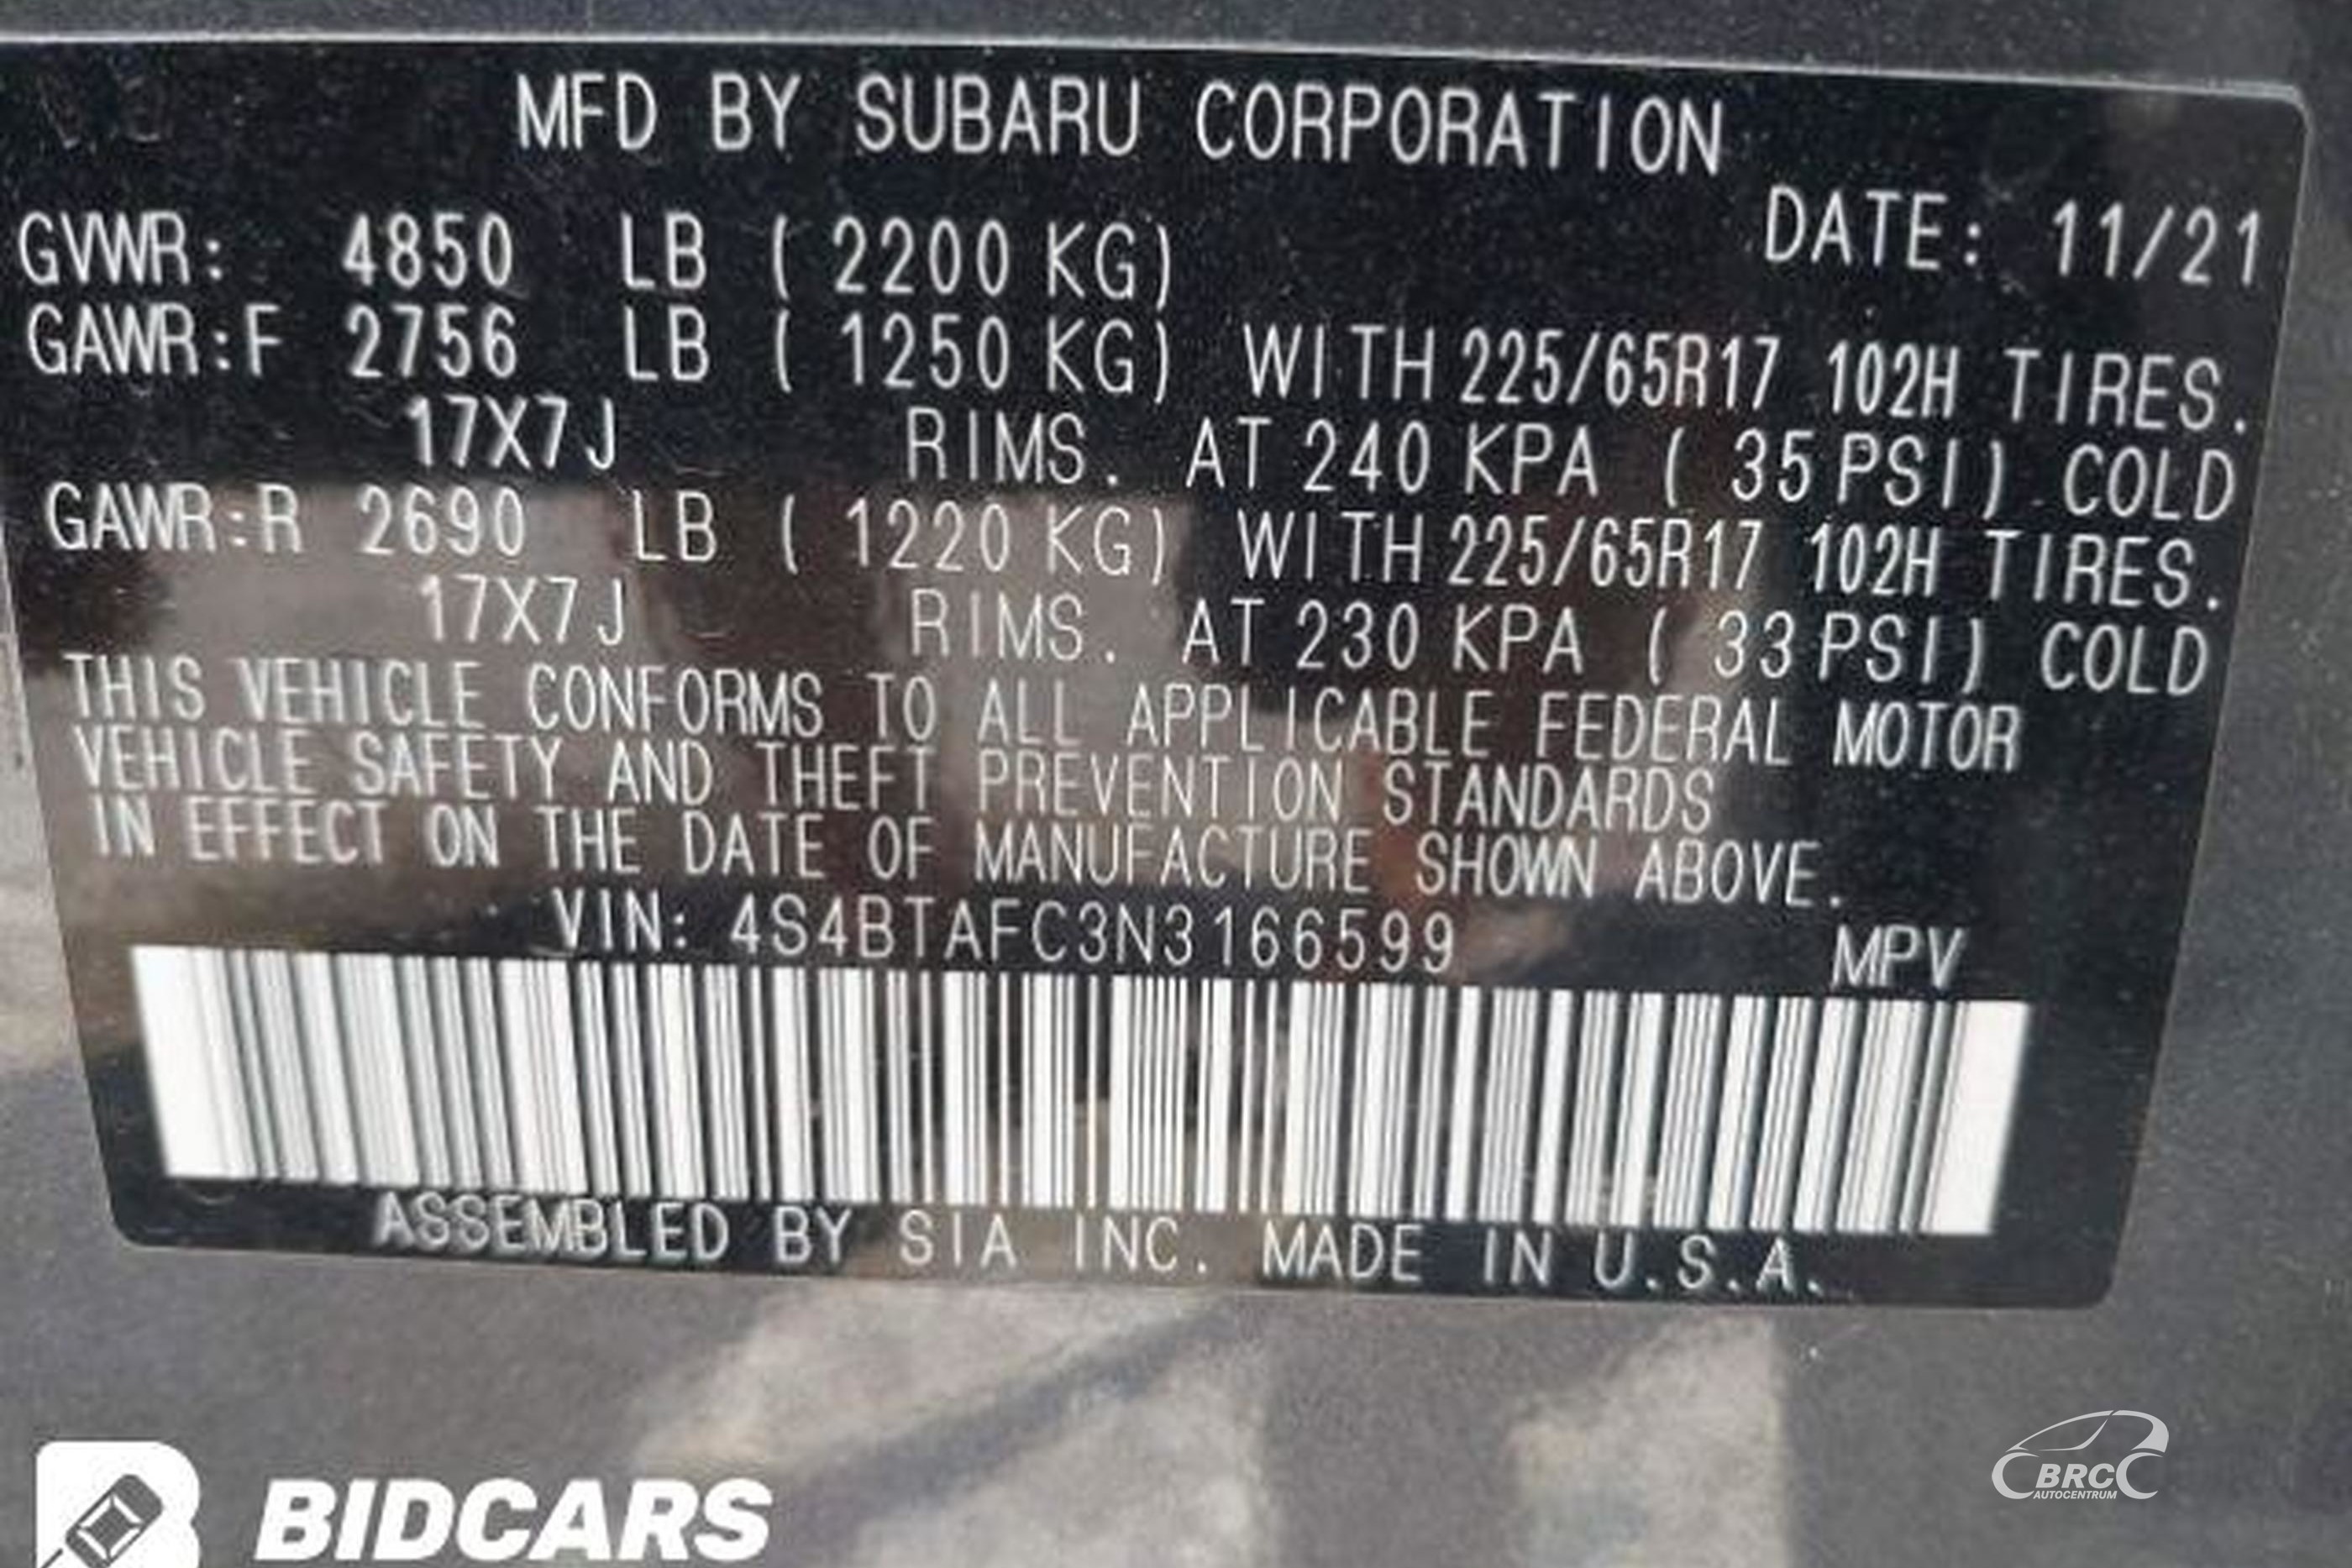 MFD BY SUBARU CORPORATION
DATE: 11/21
GVWR: 4850 LB ( 2200 KG)
GAWR:F 2756 LB ( 1250 KG) WITH 225/65R17 102H TIRES.
17X7J RIMS. AT 240 KPA ( 35 PSI) COLD
GAWR:R 2690 LB ( 1220 KG) WITH 225/65R17 102H TIRES.
17X7J RIMS. AT 230 KPA ( 33 PSI) COLD
THIS VEHICLE CONFORMS TO ALL APPLICABLE FEDERAL MOTOR
VEHICLE SAFETY AND THEFT PREVENTION STANDARDS
IN EFFECT ON THE DATE OF MANUFACTURE SHOWN ABOVE.
VIN: 4S4BTAFC3N3166599 MPV
ASSEMBLED BY SIA INC. MADE IN U.S.A.
BIDCARS
BRC
AUTOCENTRUM